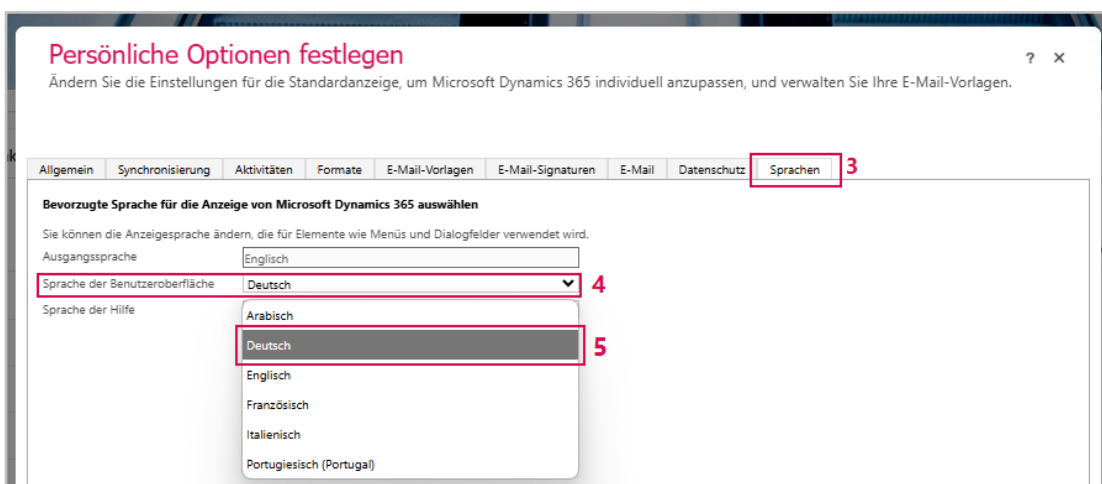 Persönliche Optionen festlegen
? ×
Ändern Sie die Einstellungen für die Standardanzeige, um Microsoft Dynamics 365 individuell anzupassen, und verwalten Sie Ihre E-Mail-Vorlagen.
Allgemein Synchronisierung Aktivitäten Formate E-Mail-Vorlagen E-Mail-Signaturen E-Mail Datenschutz Sprachen 3
Bevorzugte Sprache für die Anzeige von Microsoft Dynamics 365 auswählen
Sie können die Anzeigesprache ändern, die für Elemente wie Menüs und Dialogfelder verwendet wird.
Ausgangssprache Englisch
Sprache der Benutzeroberfläche Deutsch 4
Sprache der Hilfe
Arabisch
Deutsch 5
Englisch
Französisch
Italienisch
Portugiesisch (Portugal)